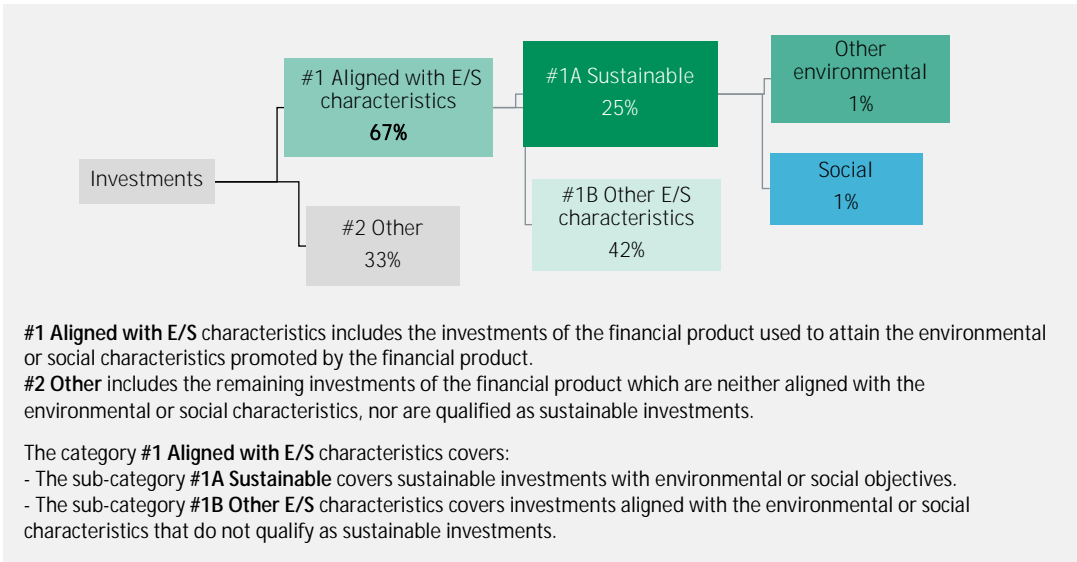 Investments
#1 Aligned with E/S
characteristics
67%
#2 Other
33%
#1A Sustainable
25%
#1B Other E/S
characteristics
42%
Other
environmental
1%
Social
1%
#1 Aligned with E/S characteristics includes the investments of the financial product used to attain the environmental
or social characteristics promoted by the financial product.
#2 Other includes the remaining investments of the financial product which are neither aligned with the
environmental or social characteristics, nor are qualified as sustainable investments.
The category #1 Aligned with E/S characteristics covers:
- The sub-category #1A Sustainable covers sustainable investments with environmental or social objectives.
- The sub-category #1B Other E/S characteristics covers investments aligned with the environmental or social
characteristics that do not qualify as sustainable investments.